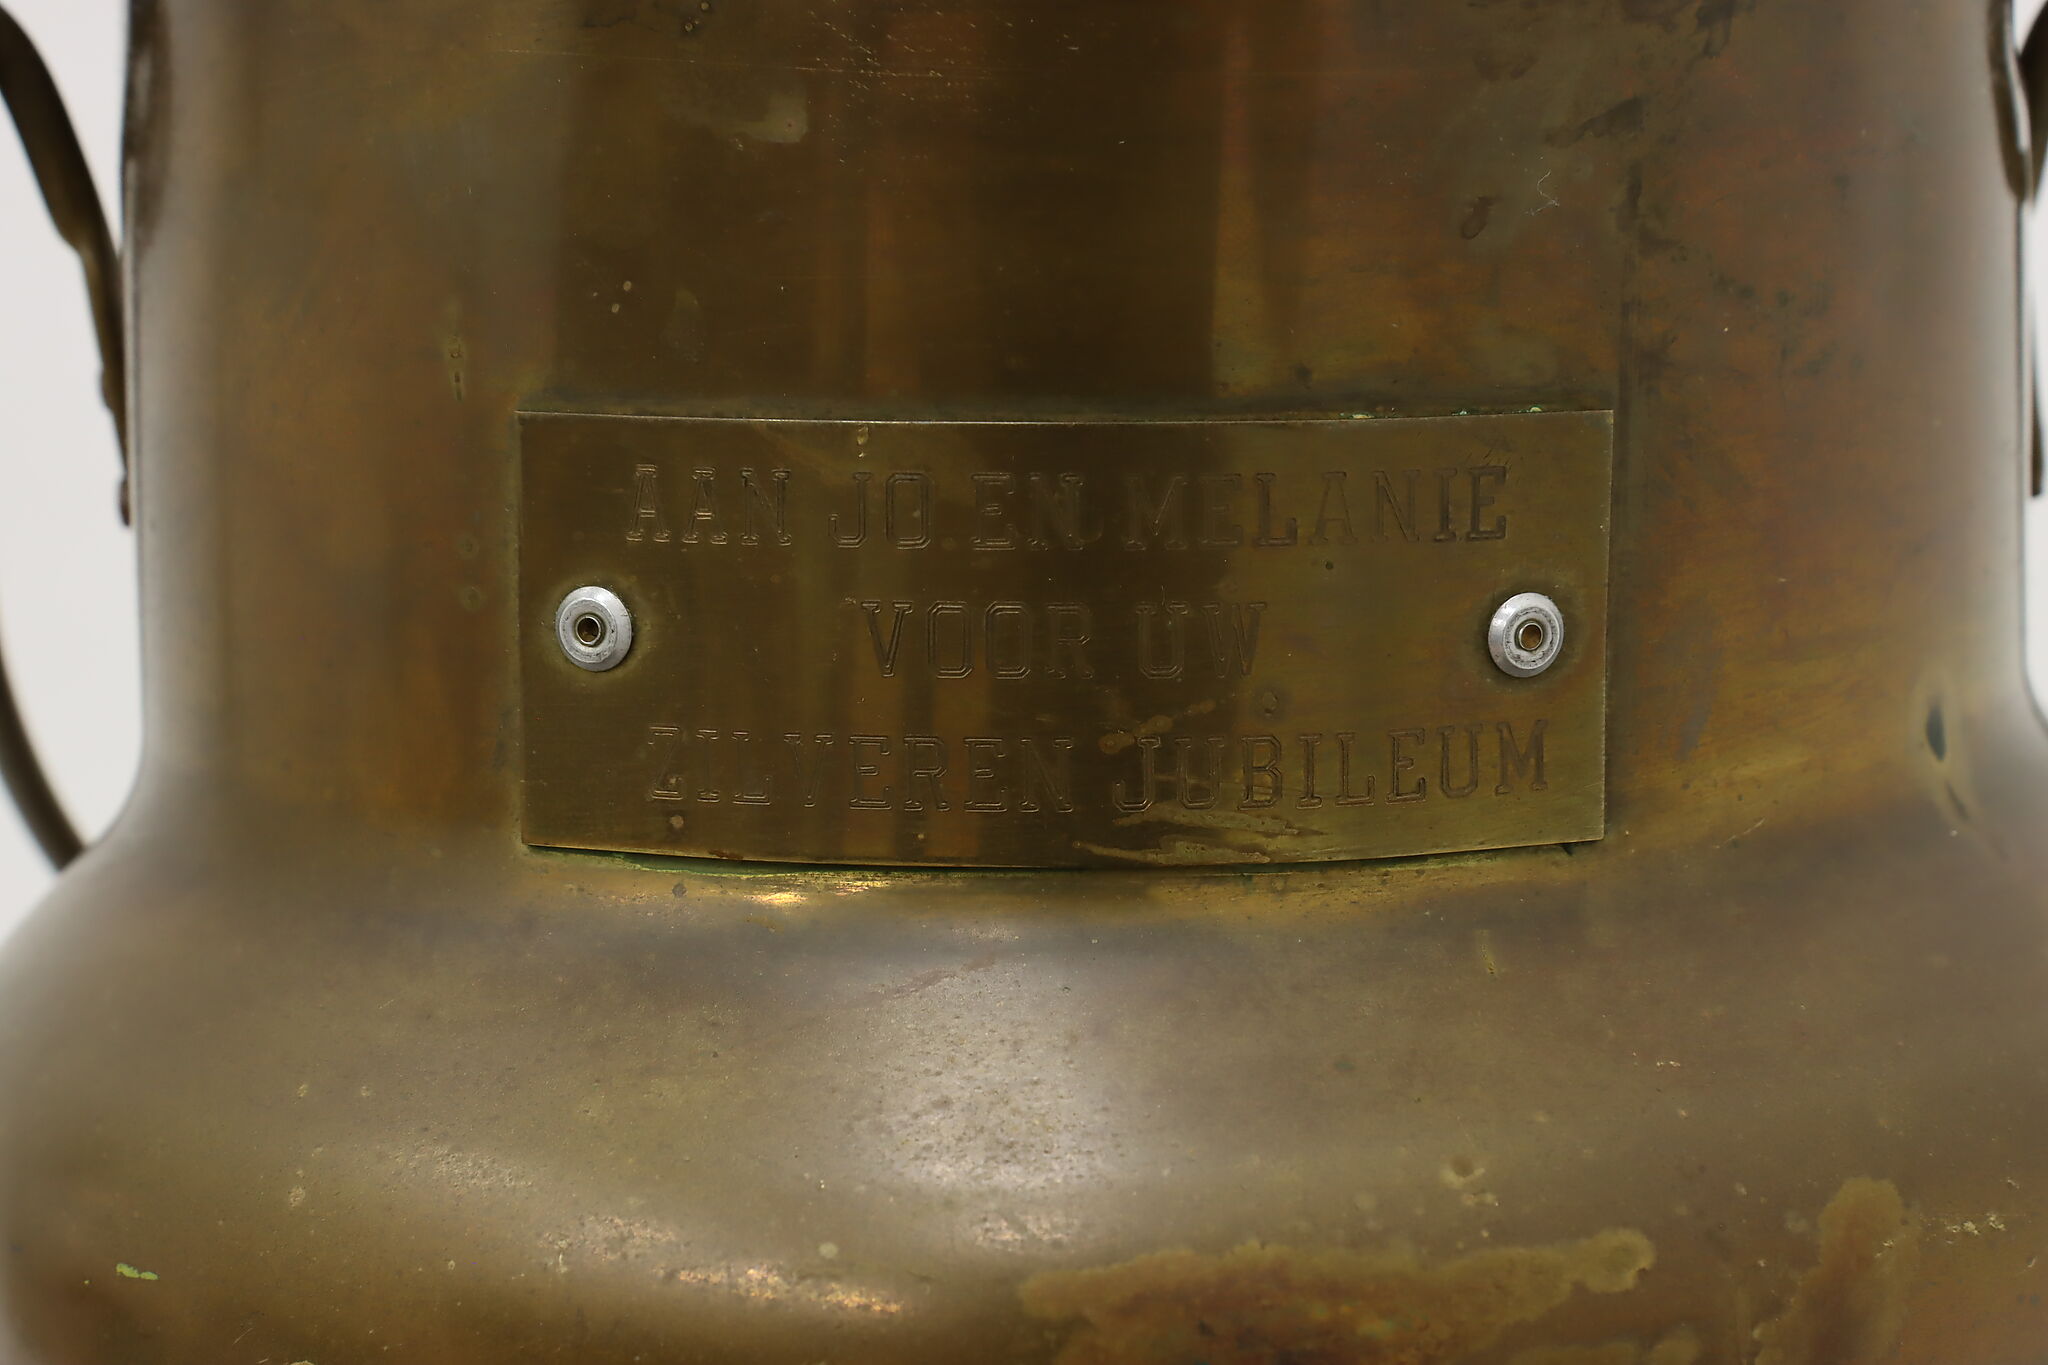 AAN JO.EN MELANIE
VOOR UW
ZILVEREN JUBILEUM